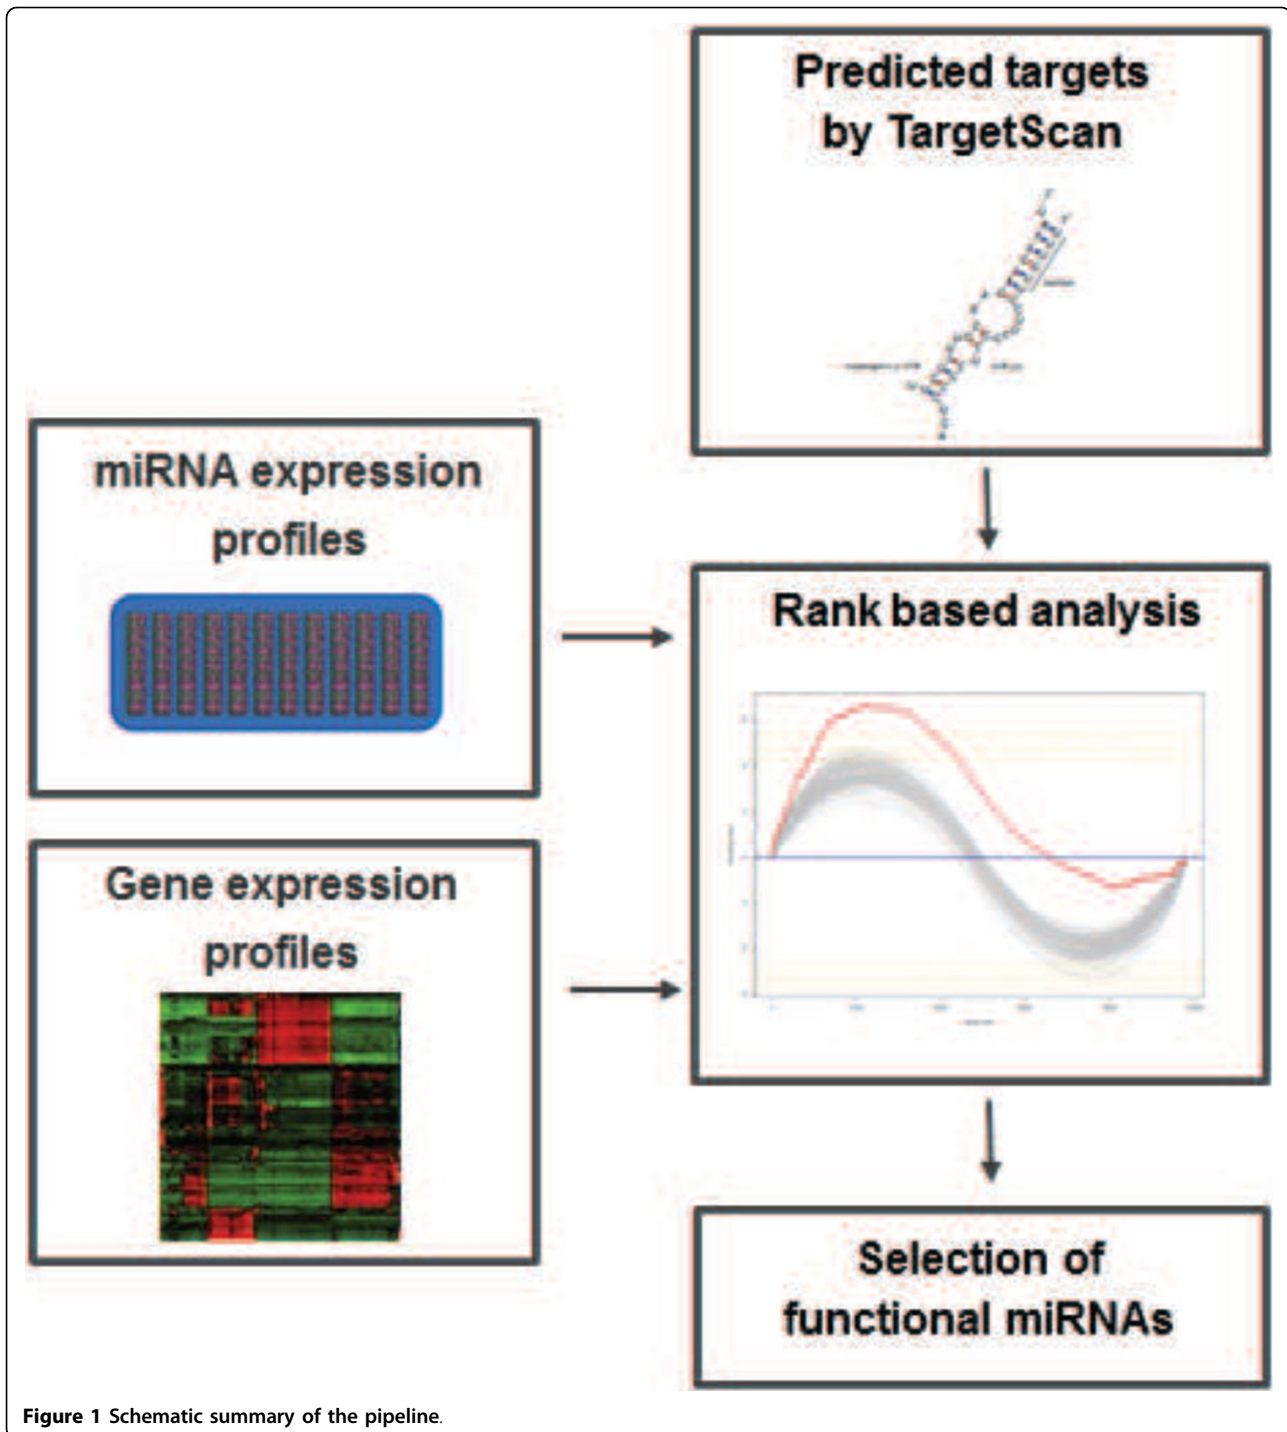 Predicted targets
by TargetScan
miRNA expression
profiles
Rank based analysis
Gene expression
profiles
Selection of
functional miRNAs
Figure 1 Schematic summary of the pipeline.